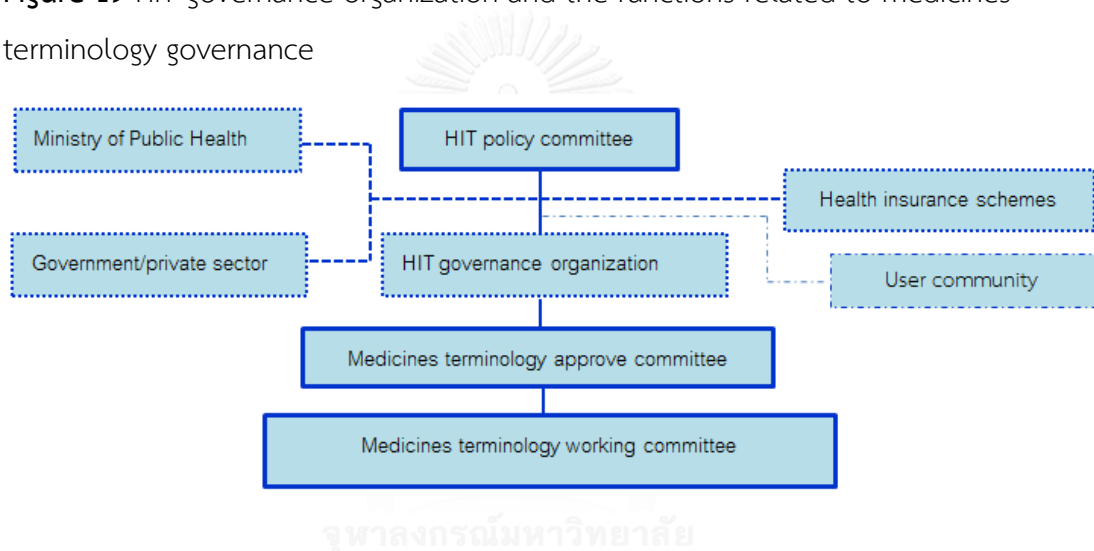 Figure 19 HIT governance organization and the functions related to medicines
terminology governance
Ministry of Public Health
HIT policy committee
Health insurance schemes
Government/private sector
HIT governance organization
User community
Medicines terminology approve committee
Medicines terminology working committee
จุฬาลงกรณ์มหาวิทยาลัย